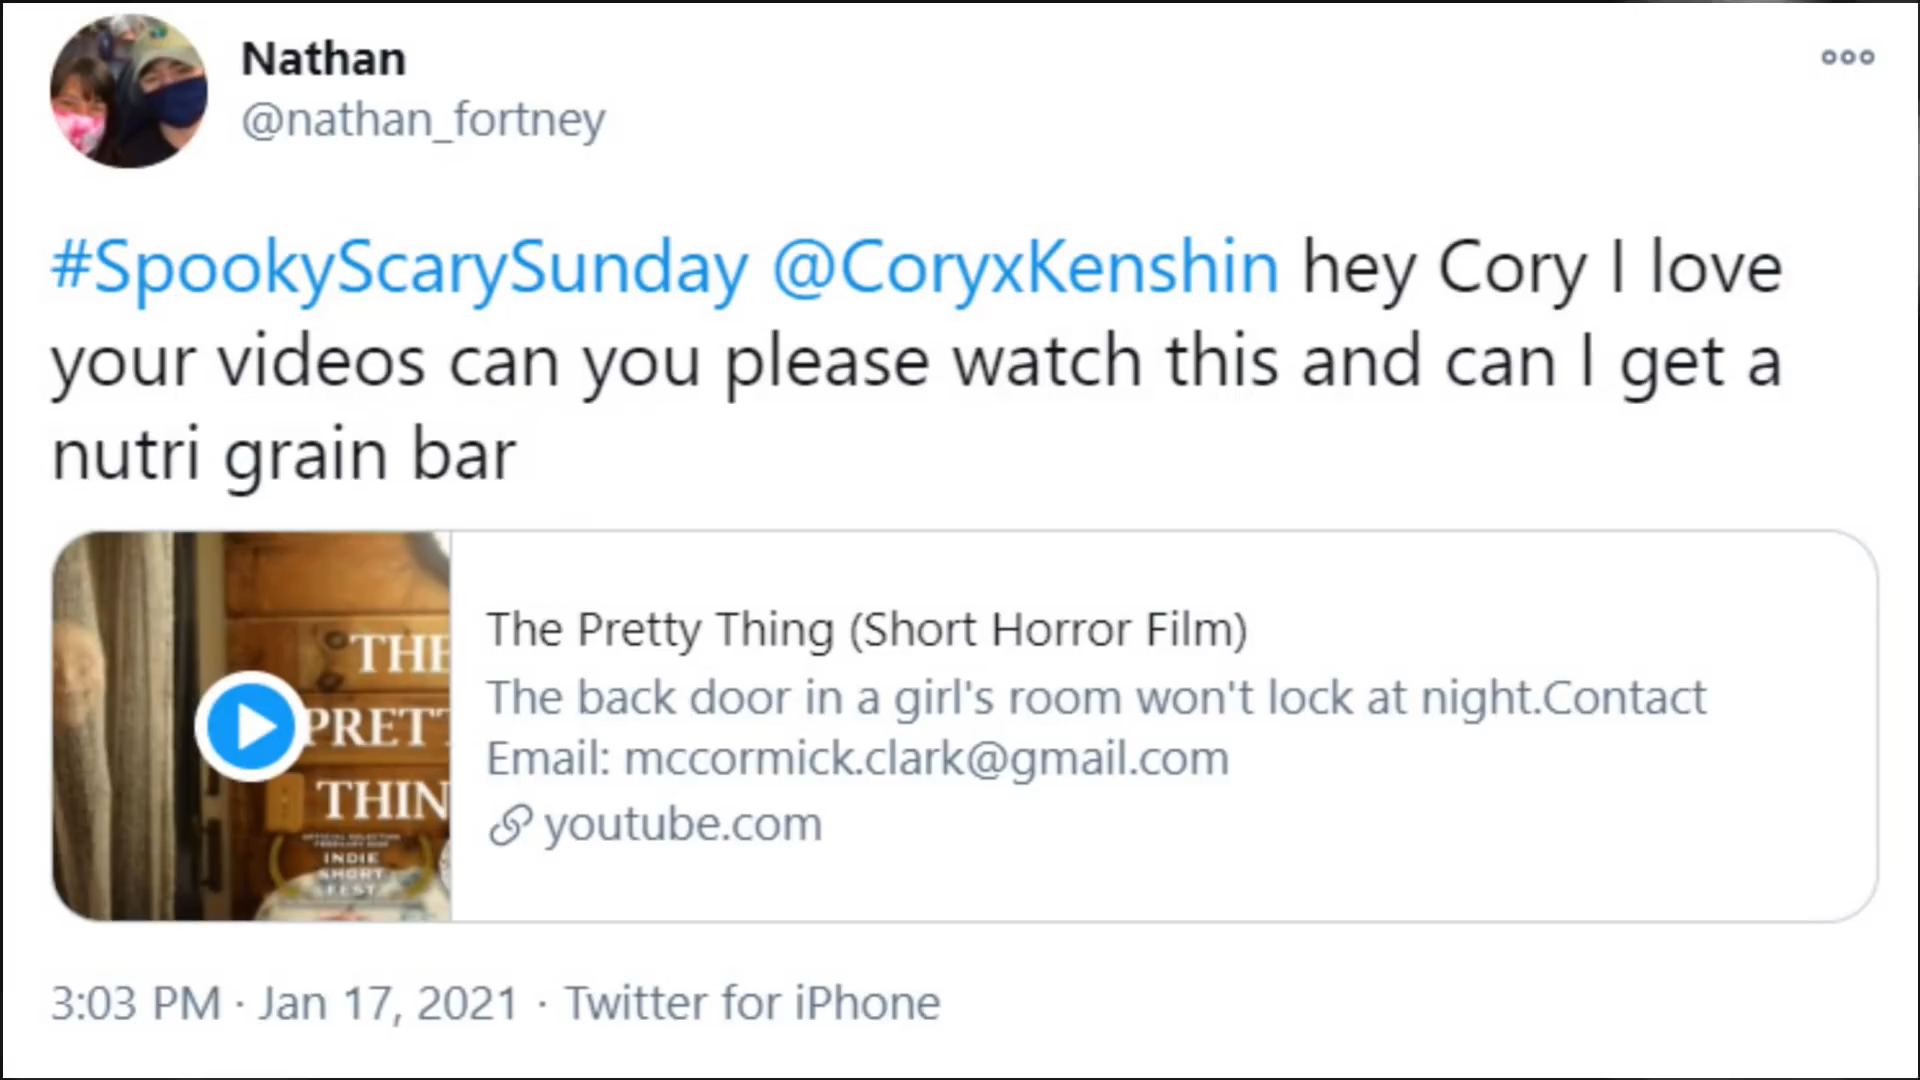 Nathan
@nathan_fortney
#SpookyScarySunday @CoryxKenshin hey Cory I love
your videos can you please watch this and can I get a
nutri grain bar
THE
PRETT
THIN
INDIE
SHORT
FEST
The Pretty Thing (Short Horror Film)
The back door in a girl's room won't lock at night.Contact
Email: mccormick.clark@gmail.com
youtube.com
3:03 PM · Jan 17, 2021 · Twitter for iPhone